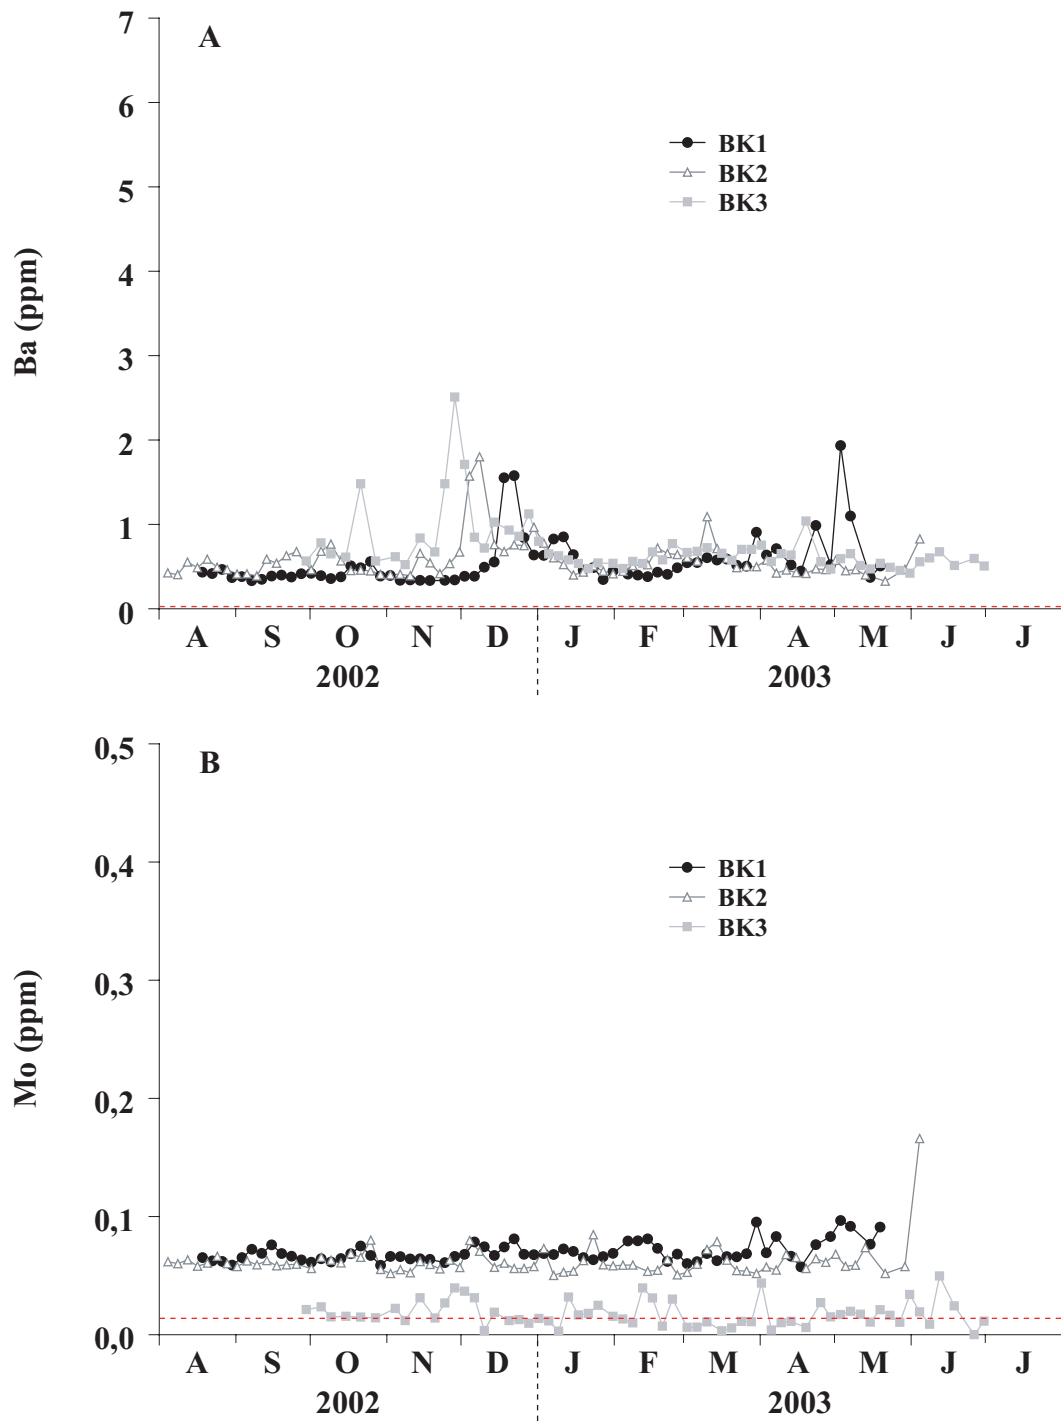 A
7
6
5
4
3
2
1
0
Ba (ppm)
BK1
BK2
BK3
A S O N D J F M A M J J
2002 2003
B
0,5
0,4
0,3
0,2
0,1
0,0
Mo (ppm)
BK1
BK2
BK3
A S O N D J F M A M J J
2002 2003